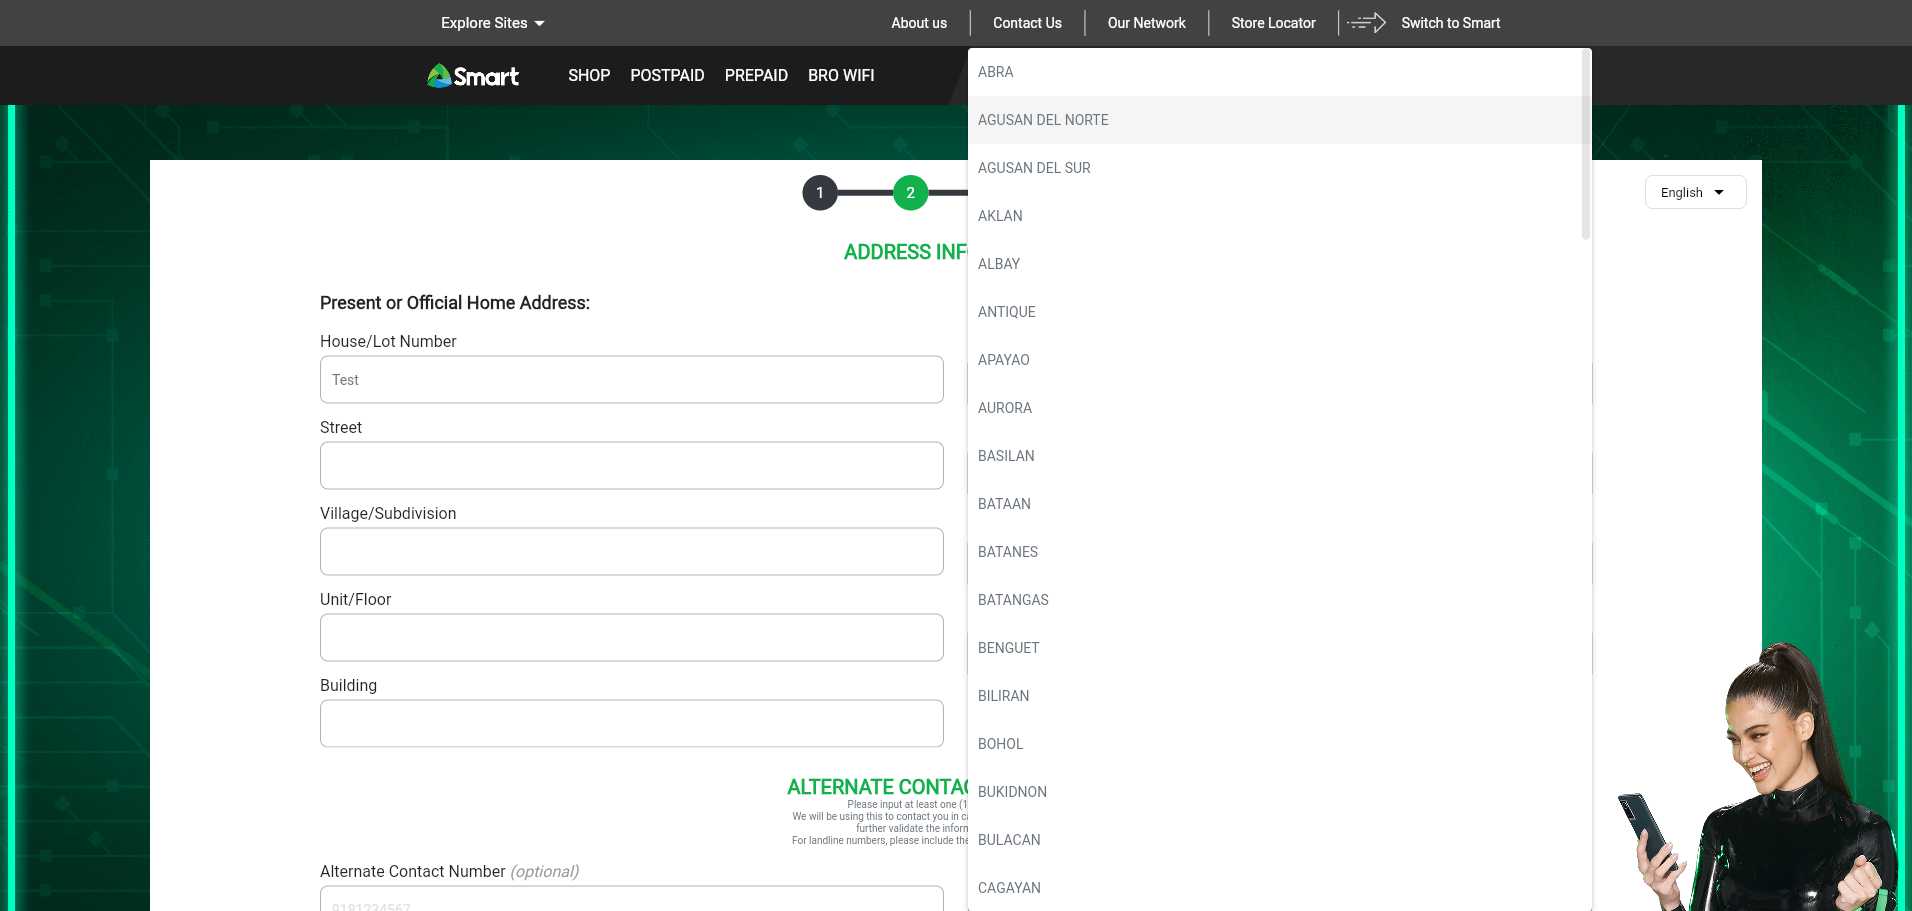 Explore Sites
About us
Contact Us
Our Network
Store Locator
Switch to Smart
Smart
SHOP
POSTPAID
PREPAID
BRO WIFI
1
2
English
ADDRESS INFO
Present or Official Home Address:
House/Lot Number
Test
Street
Village/Subdivision
Unit/Floor
Building
ALTERNATE CONTAC
Please input at least one (1
We will be using this to contact you in ca
further validate the inform
For landline numbers, please include the
Alternate Contact Number (optional)
9181234567
ABRA
AGUSAN DEL NORTE
AGUSAN DEL SUR
AKLAN
ALBAY
ANTIQUE
APAYAO
AURORA
BASILAN
BATAAN
BATANES
BATANGAS
BENGUET
BILIRAN
BOHOL
BUKIDNON
BULACAN
CAGAYAN